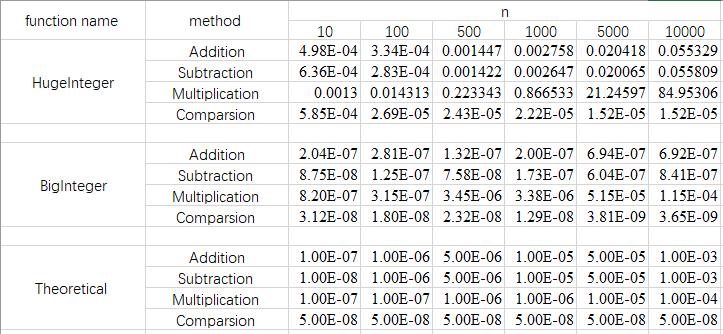 function name method n
10 100 500 1000 5000 10000
HugeInteger
Addition 4.98E-04 3.34E-04 0.001447 0.002758 0.020418 0.055329
Subtraction 6.36E-04 2.83E-04 0.001422 0.002647 0.020065 0.055809
Multiplication 0.0013 0.014313 0.223343 0.866533 21.24597 84.95306
Comparsion 5.85E-04 2.69E-05 2.43E-05 2.22E-05 1.52E-05 1.52E-05
BigInteger
Addition 2.04E-07 2.81E-07 1.32E-07 2.00E-07 6.94E-07 6.92E-07
Subtraction 8.75E-08 1.25E-07 7.58E-08 1.73E-07 6.04E-07 8.41E-07
Multiplication 8.20E-07 3.15E-07 3.45E-06 3.38E-06 5.15E-05 1.15E-04
Comparsion 3.12E-08 1.80E-08 2.32E-08 1.29E-08 3.81E-09 3.65E-09
Theoretical
Addition 1.00E-07 1.00E-06 5.00E-06 1.00E-05 5.00E-05 1.00E-03
Subtraction 1.00E-08 1.00E-06 5.00E-06 1.00E-05 5.00E-05 1.00E-03
Multiplication 1.00E-07 1.00E-07 1.00E-06 1.00E-06 1.00E-05 1.00E-04
Comparsion 5.00E-08 5.00E-08 5.00E-08 5.00E-08 5.00E-08 5.00E-08